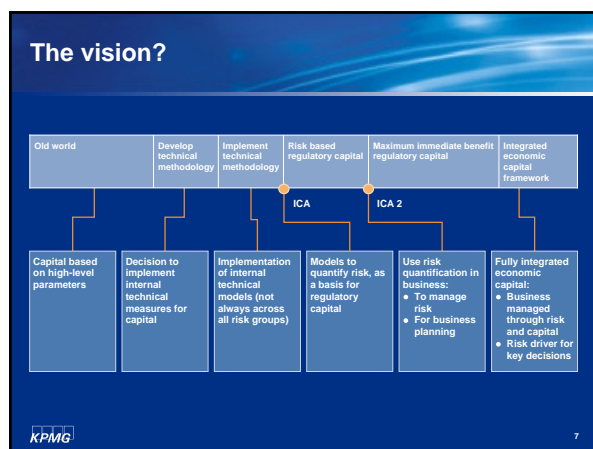 The vision?
Old world
Develop
technical
methodology
Implement
technical
methodology
Risk based
regulatory capital
Maximum immediate benefit
regulatory capital
Integrated
economic
capital
framework
ICA
ICA 2
Capital based
on high-level
parameters
Decision to
implement
internal
technical
measures for
capital
Implementation
of internal
technical
models (not
always across
all risk groups)
Models to
quantify risk, as
a basis for
regulatory
capital
Use risk
quantification in
business:
● To manage
risk
● For business
planning
Fully integrated
economic
capital:
● Business
managed
through risk
and capital
● Risk driver for
key decisions
KPMG
7